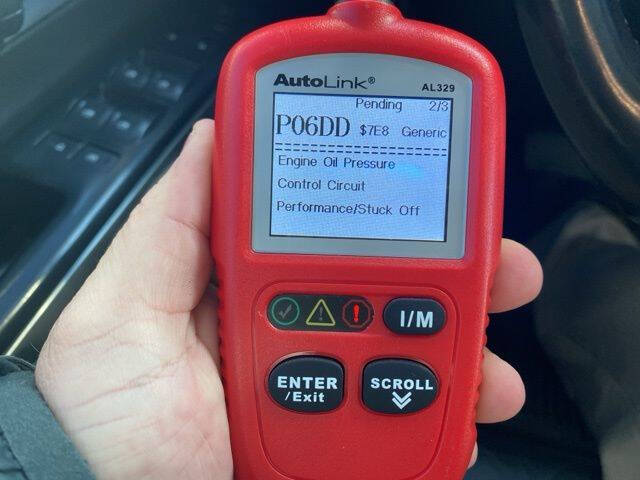 AutoLink®
AL329
Pending 2/3
P06DD $7E8 Generic
Engine Oil Pressure
Control Circuit
Performance/Stuck Off
I/M
ENTER
/Exit
SCROLL